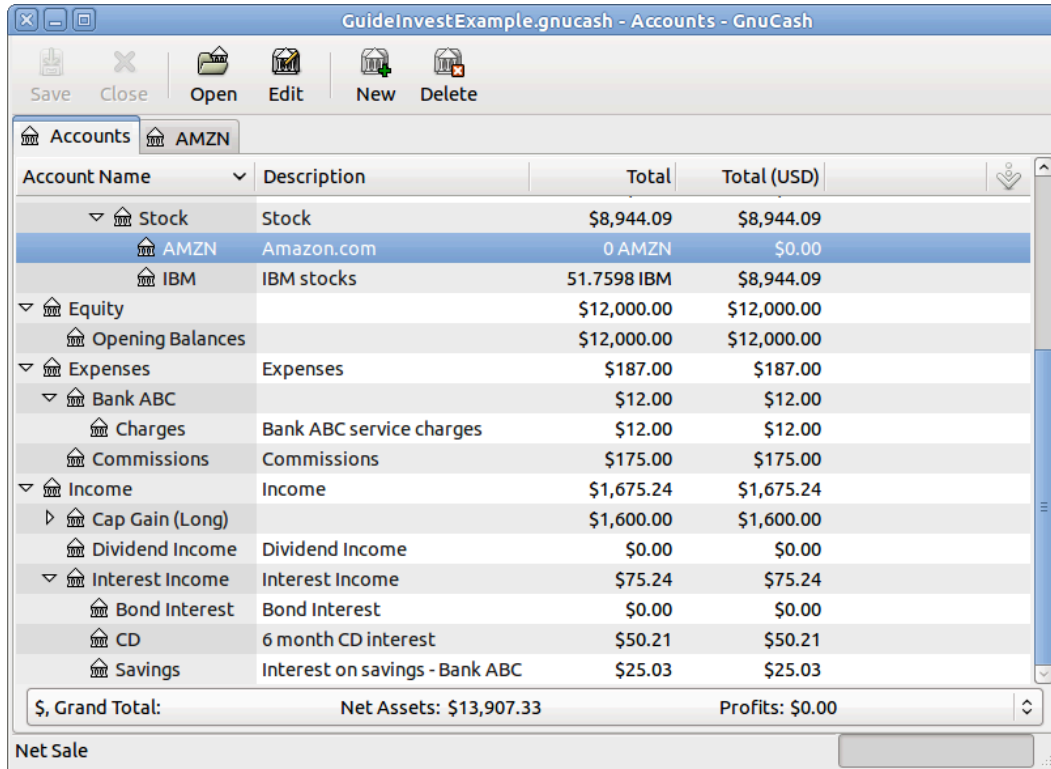 GuideInvestExample.gnucash - Accounts - GnuCash
Save Close Open Edit New Delete
Accounts AMZN
Account Name Description Total Total (USD)
Stock Stock $8,944.09 $8,944.09
AMZN Amazon.com 0 AMZN $0.00
IBM IBM stocks 51.7598 IBM $8,944.09
Equity $12,000.00 $12,000.00
Opening Balances $12,000.00 $12,000.00
Expenses Expenses $187.00 $187.00
Bank ABC $12.00 $12.00
Charges Bank ABC service charges $12.00 $12.00
Commissions Commissions $175.00 $175.00
Income Income $1,675.24 $1,675.24
Cap Gain (Long) $1,600.00 $1,600.00
Dividend Income Dividend Income $0.00 $0.00
Interest Income Interest Income $75.24 $75.24
Bond Interest Bond Interest $0.00 $0.00
CD 6 month CD interest $50.21 $50.21
Savings Interest on savings - Bank ABC $25.03 $25.03
$, Grand Total: Net Assets: $13,907.33 Profits: $0.00
Net Sale